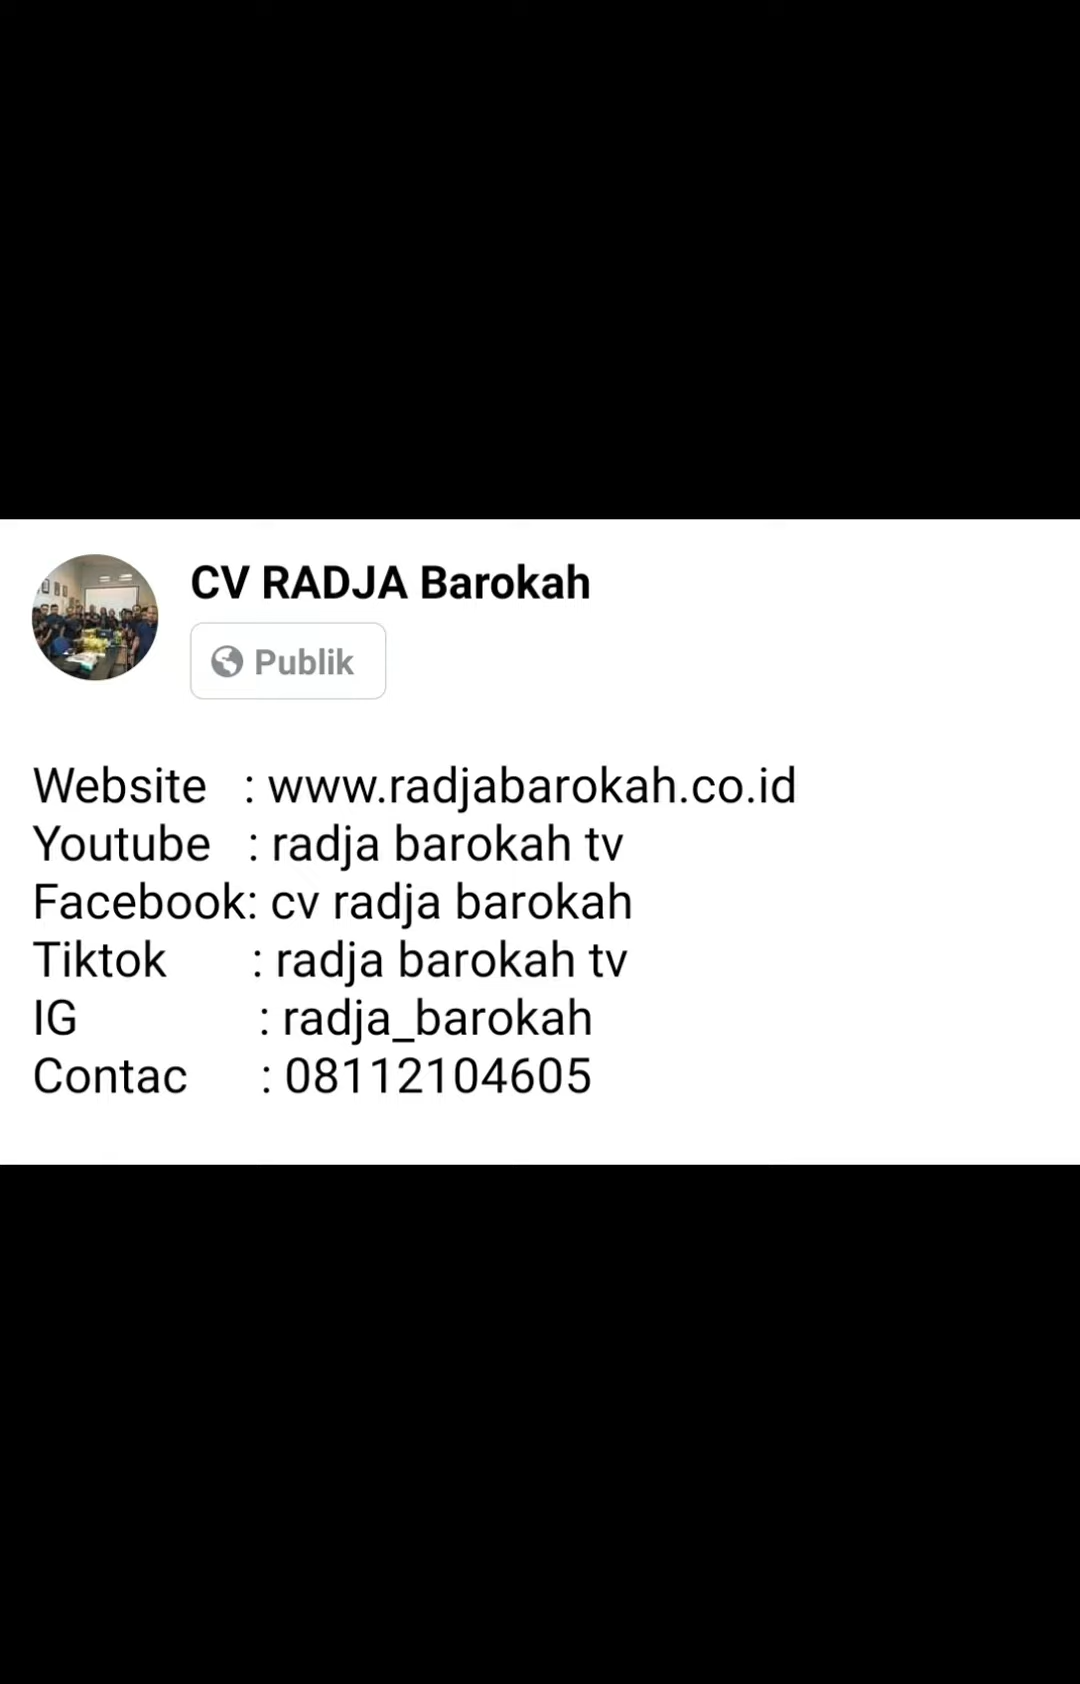 CV RADJA Barokah
Publik
Website : www.radjabarokah.co.id
Youtube : radja barokah tv
Facebook: cv radja barokah
Tiktok : radja barokah tv
IG : radja_barokah
Contac : 08112104605